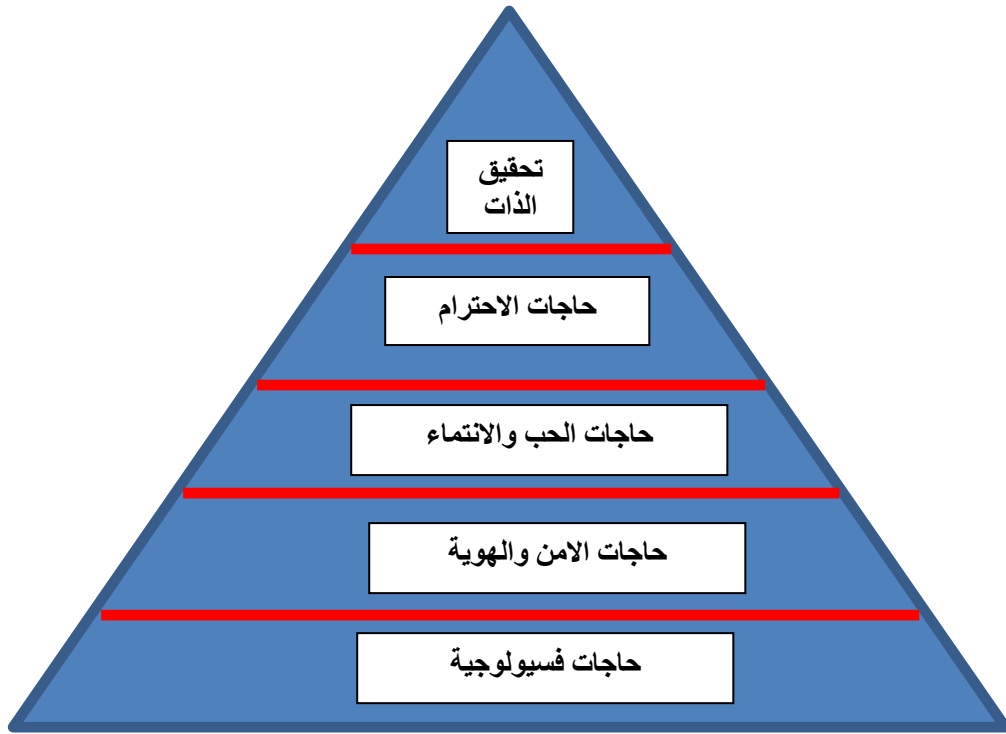 تحقيق
الذات
حاجات الاحترام
حاجات الحب والانتماء
حاجات الامن والهوية
حاجات فسيولوجية